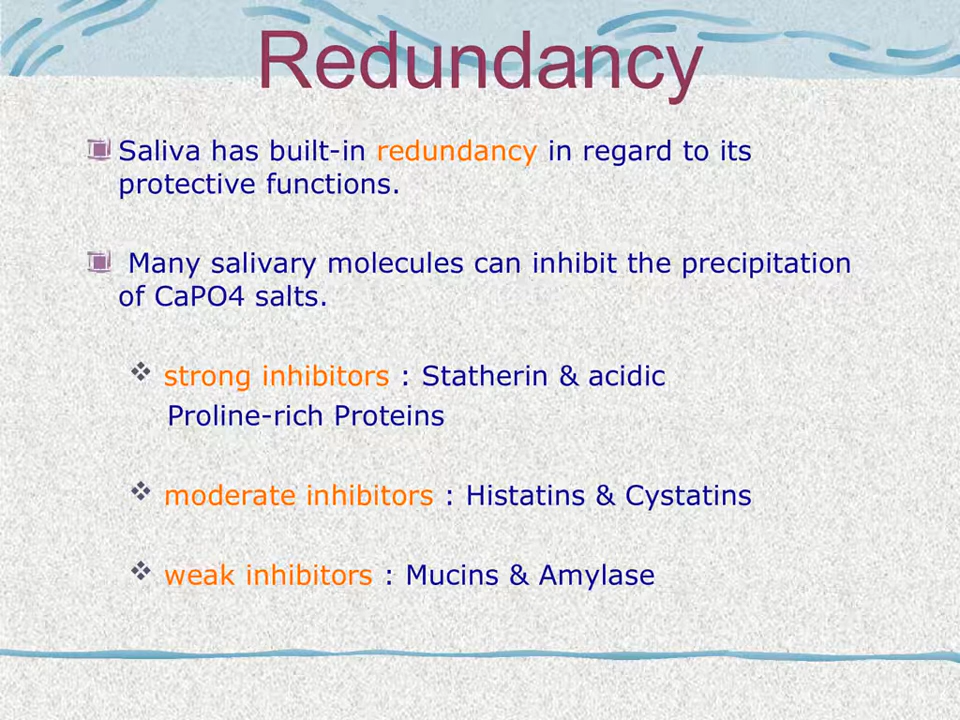 Redundancy
Saliva has built-in redundancy in regard to its
protective functions.
Many salivary molecules can inhibit the precipitation
of CaPO4 salts.
strong inhibitors : Statherin & acidic
Proline-rich Proteins
moderate inhibitors : Histatins & Cystatins
weak inhibitors : Mucins & Amylase